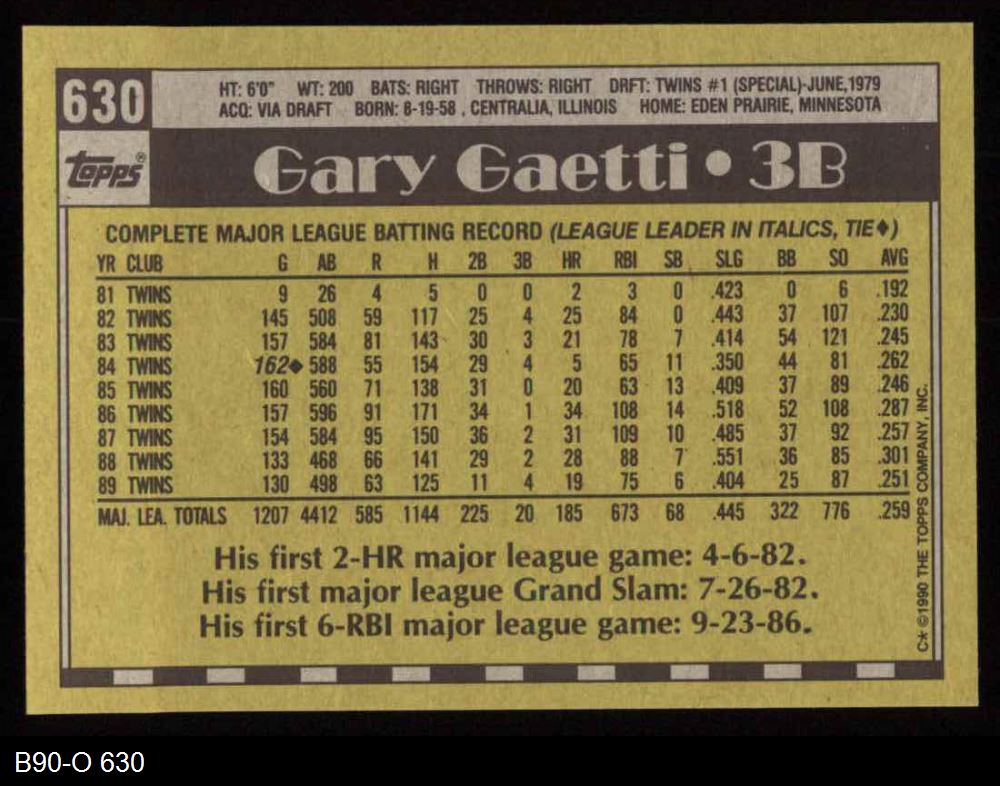 630
HT: 6'0" WT: 200 BATS: RIGHT THROWS: RIGHT DRFT: TWINS #1 (SPECIAL)-JUNE,1979
ACQ: VIA DRAFT BORN: 8-19-58 , CENTRALIA, ILLINOIS HOME: EDEN PRAIRIE, MINNESOTA
Topps®
Gary Gaetti • 3B
COMPLETE MAJOR LEAGUE BATTING RECORD (LEAGUE LEADER IN ITALICS, TIE♦)
YR CLUB G AB R H 2B 3B HR RBI SB SLG BB SO AVG
81 TWINS 9 26 4 5 0 0 2 3 0 .423 0 6 .192
82 TWINS 145 508 59 117 25 4 25 84 0 .443 37 107 .230
83 TWINS 157 584 81 143 30 3 21 78 7 .414 54 121 .245
84 TWINS 162♦ 588 55 154 29 4 5 65 11 .350 44 81 .262
85 TWINS 160 560 71 138 31 0 20 63 13 .409 37 89 .246
86 TWINS 157 596 91 171 34 1 34 108 14 .518 52 108 .287
87 TWINS 154 584 95 150 36 2 31 109 10 .485 37 92 .257
88 TWINS 133 468 66 141 29 2 28 88 7 .551 36 85 .301
89 TWINS 130 498 63 125 11 4 19 75 6 .404 25 87 .251
MAJ. LEA. TOTALS 1207 4412 585 1144 225 20 185 673 68 .445 322 776 .259
His first 2-HR major league game: 4-6-82.
His first major league Grand Slam: 7-26-82.
His first 6-RBI major league game: 9-23-86.
C* ©1990 THE TOPPS COMPANY, INC.
B90-O 630